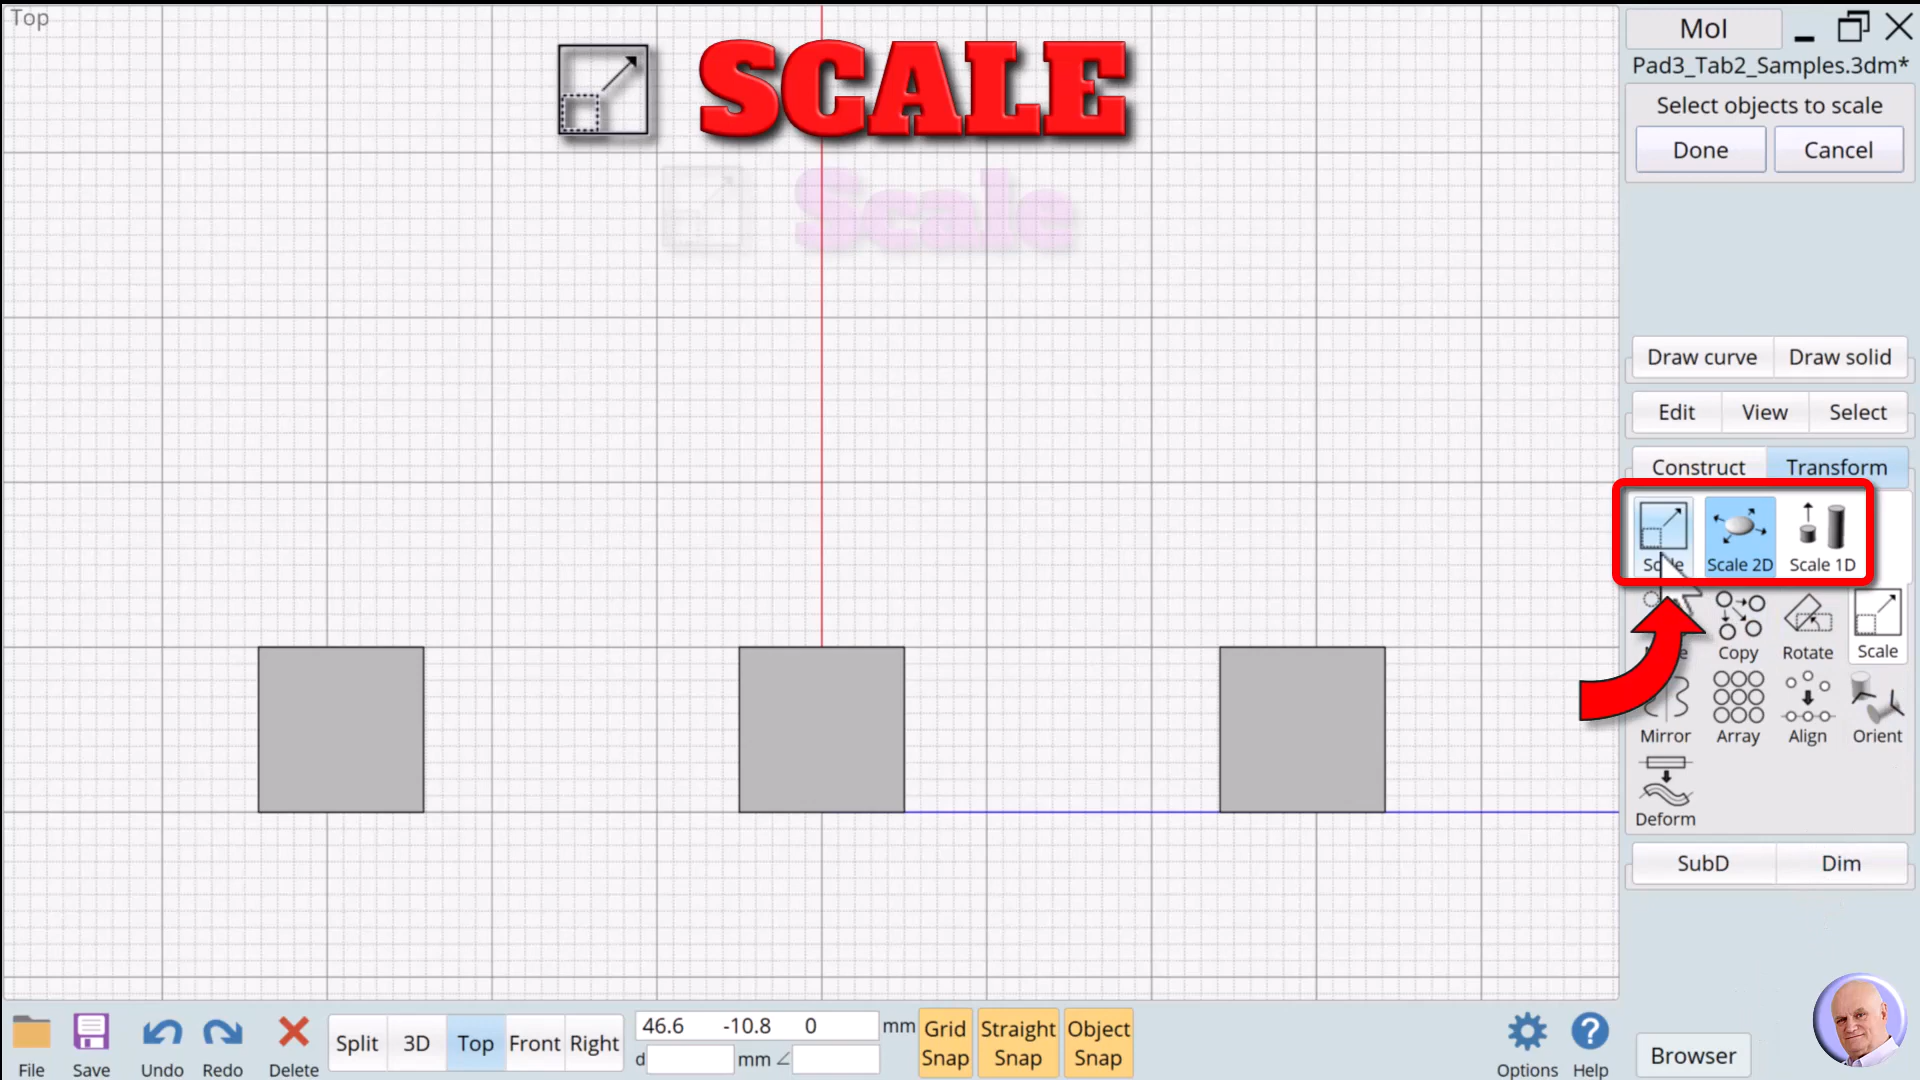 Top
SCALE
Scale
MoI
Pad3_Tab2_Samples.3dm*
Select objects to scale
Done Cancel
Draw curve Draw solid
Edit View Select
Construct Transform
Scale 2D Scale 1D
Copy Rotate Scale
Mirror Array Align Orient
Deform
SubD Dim
46.6 -10.8 0 mm
d mm ∠
Split 3D Top Front Right
Grid Snap Straight Snap Object Snap
File Save Undo Redo Delete
Options Help
Browser